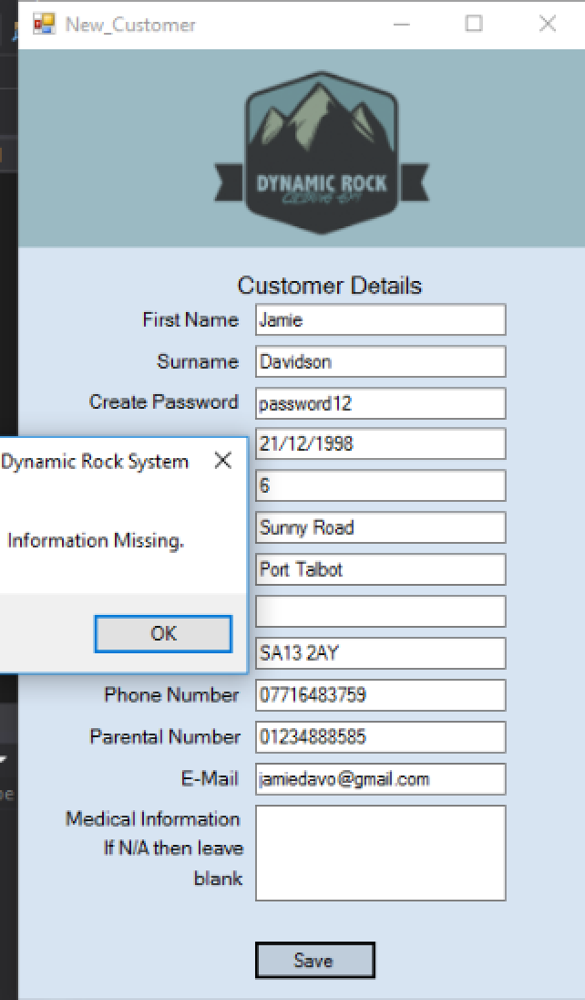 New_Customer
DYNAMIC ROCK
Customer Details
First Name Jamie
Surname Davidson
Create Password password12
21/12/1998
Dynamic Rock System
6
Information Missing.
Sunny Road
Port Talbot
OK
SA13 2AY
Phone Number 07716483759
Parental Number 01234888585
E-Mail jamiedavo@gmail.com
Medical Information
If N/A then leave
blank
Save